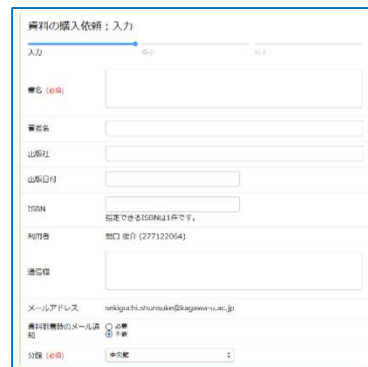 資料の購入依頼：入力
入力
確認
完了
書名 (必須)
著者名
出版社
出版日付
ISBN
指定できるISBNは1件です。
利用者 関口 俊介 (277122064)
通信欄
メールアドレス sekiguchi.shunsuke@kagawa-u.ac.jp
資料到着時のメール通知 必要
不要
分館 (必須) 中央館